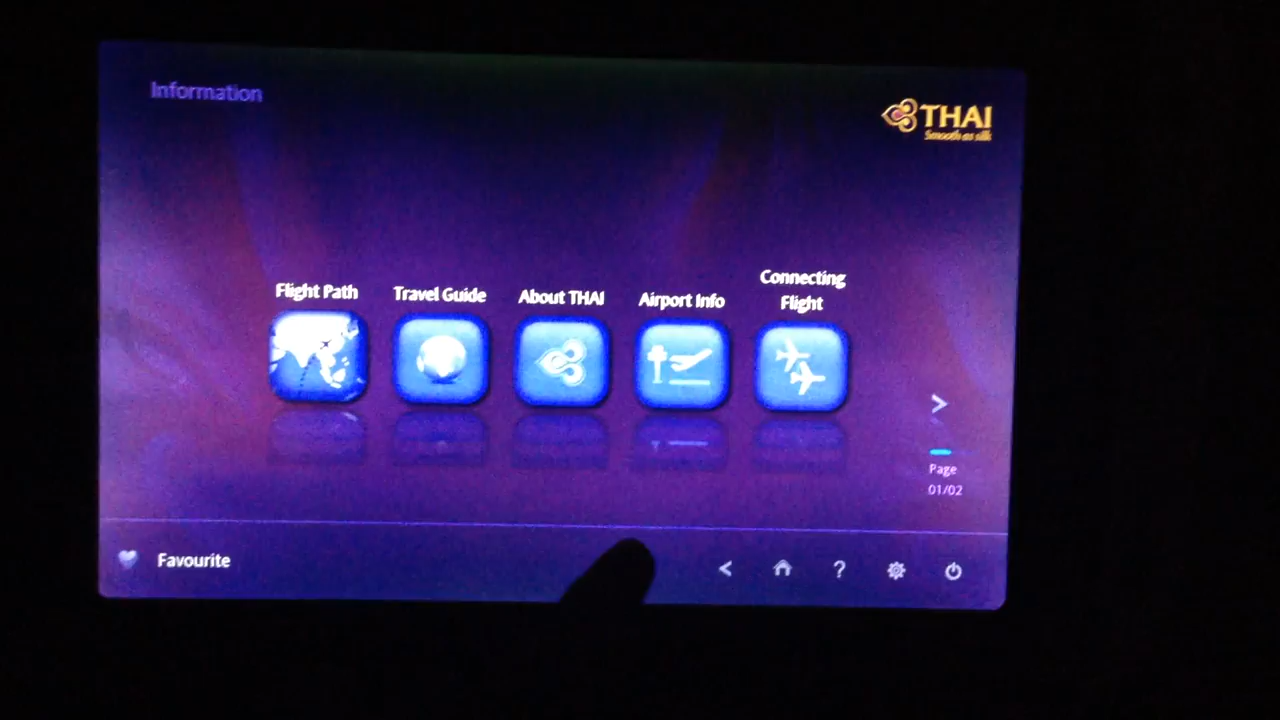 Information
THAI
Smooth as silk
Flight Path
Travel Guide
About THAI
Airport Info
Connecting
Flight
>
Page
01/02
Favourite
< ?